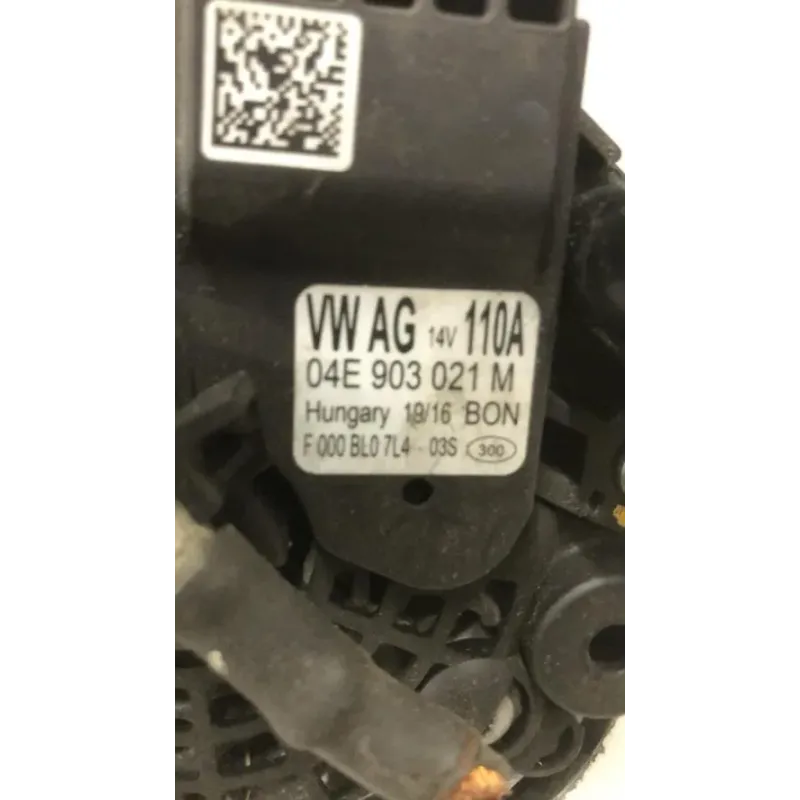 VW AG 14V 110A
04E 903 021 M
Hungary 19/16 BON
F 000 BL0 7L4 - 03S 300